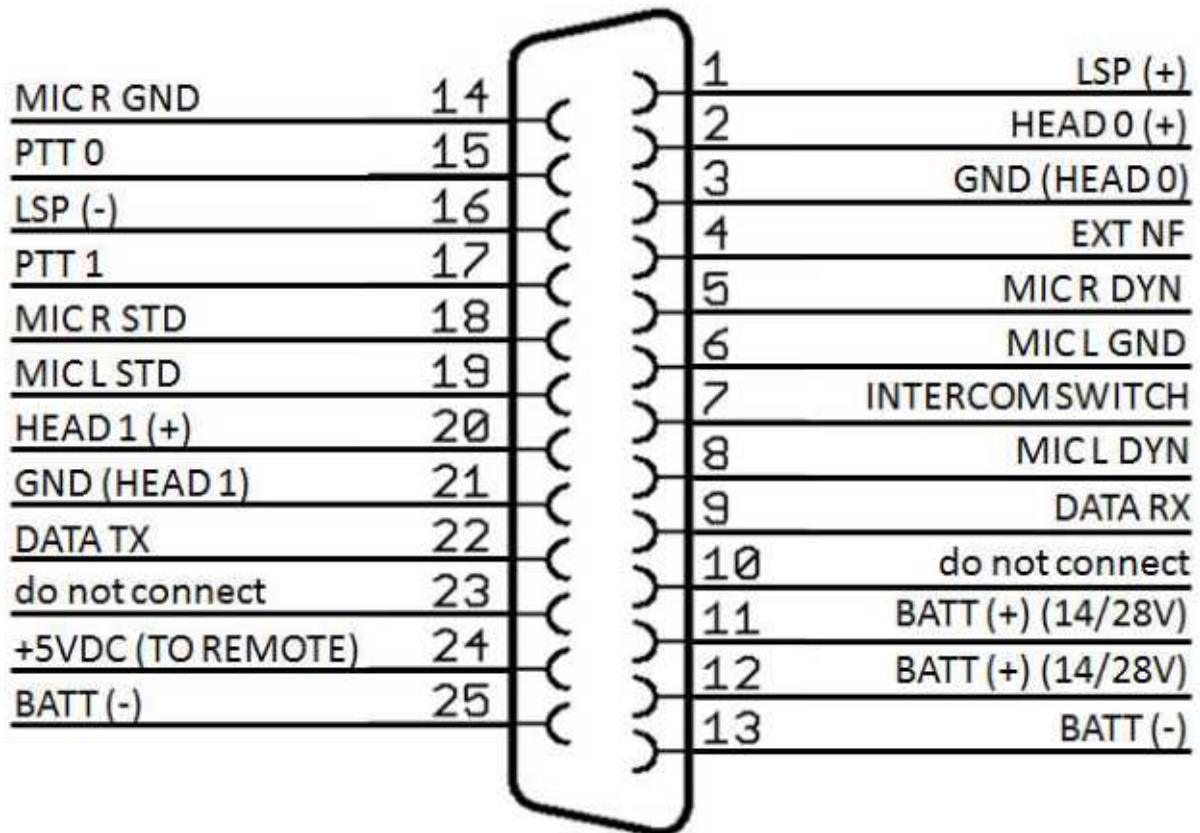 MIC R GND 14
PTT 0 15
LSP (-) 16
PTT 1 17
MIC R STD 18
MIC L STD 19
HEAD 1 (+) 20
GND (HEAD 1) 21
DATA TX 22
do not connect 23
+5VDC (TO REMOTE) 24
BATT (-) 25
1 LSP (+)
2 HEAD 0 (+)
3 GND (HEAD 0)
4 EXT NF
5 MIC R DYN
6 MIC L GND
7 INTERCOM SWITCH
8 MIC L DYN
9 DATA RX
10 do not connect
11 BATT (+) (14/28V)
12 BATT (+) (14/28V)
13 BATT (-)